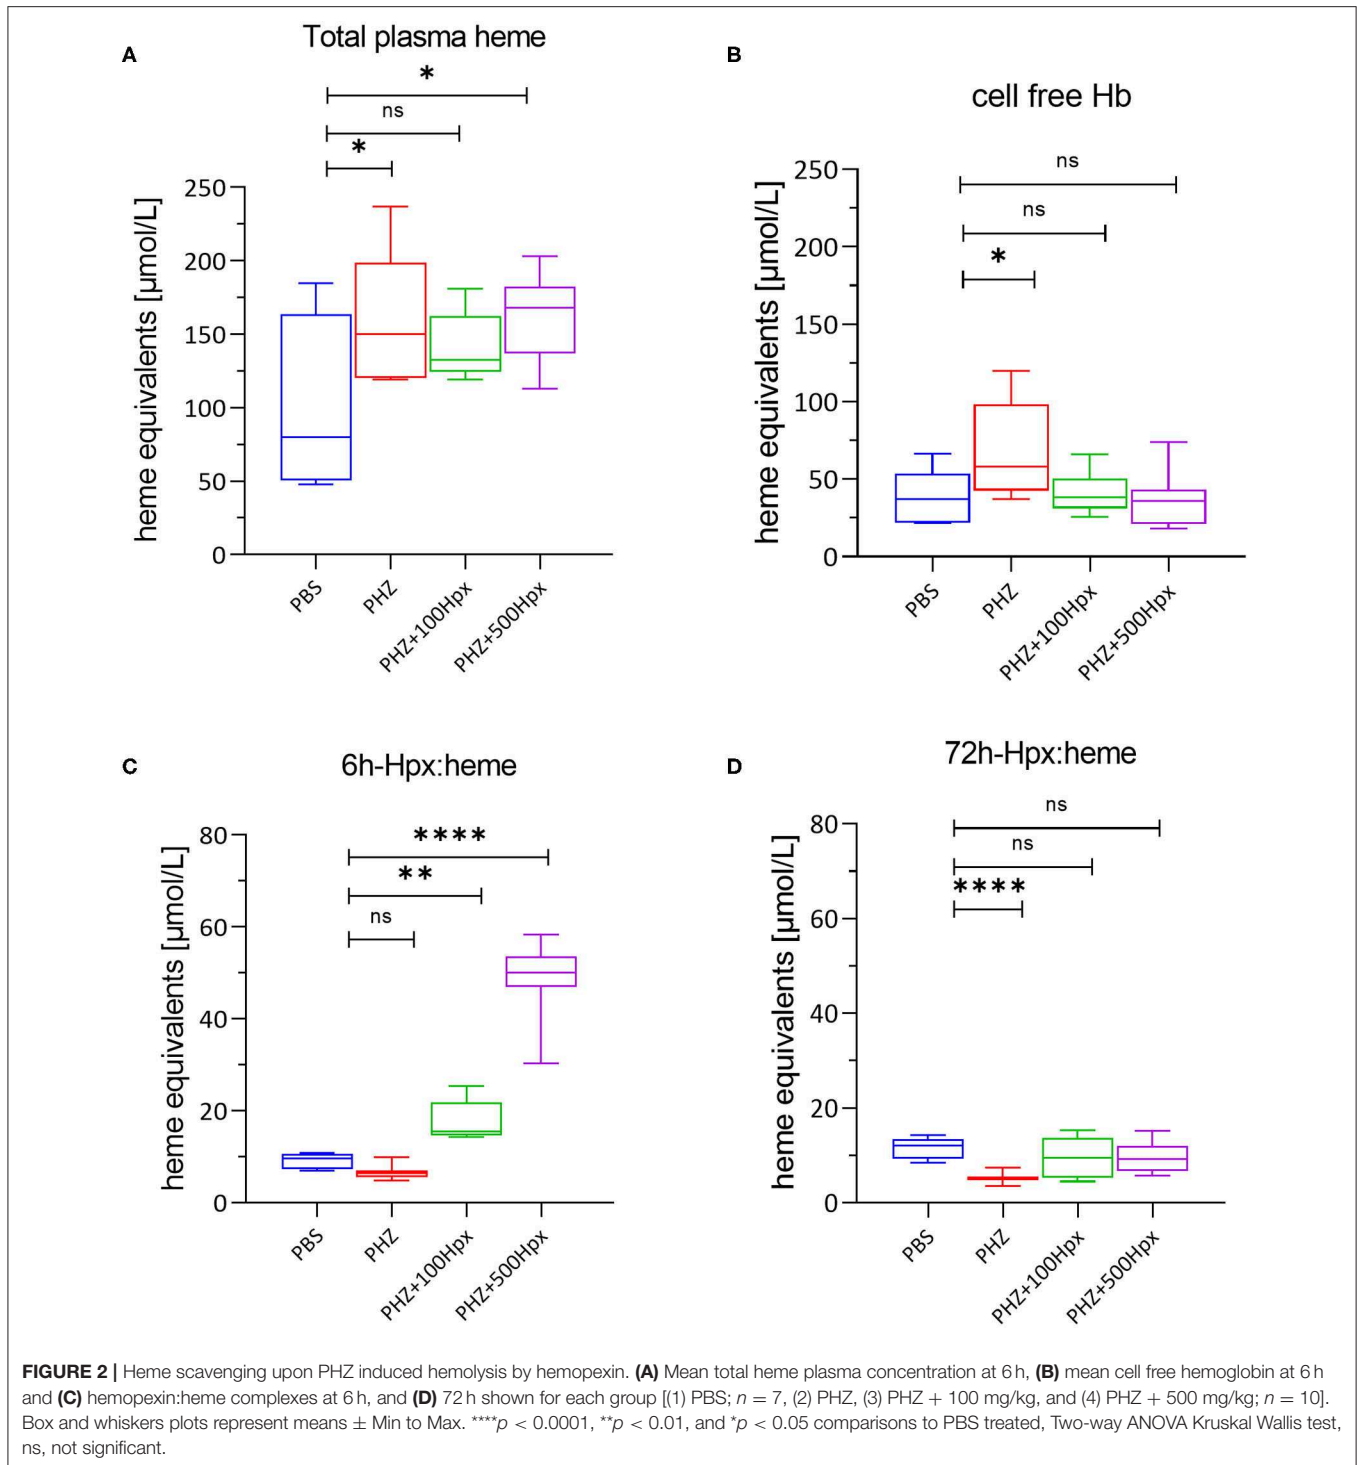 A
Total plasma heme
*
ns
*
heme equivalents [µmol/L]
250
200
150
100
50
0
PBS
PHZ
PHZ+100Hpx
PHZ+500Hpx
B
cell free Hb
ns
ns
*
heme equivalents [µmol/L]
250
200
150
100
50
0
PBS
PHZ
PHZ+100Hpx
PHZ+500Hpx
C
6h-Hpx:heme
****
**
ns
heme equivalents [µmol/L]
80
60
40
20
0
PBS
PHZ
PHZ+100Hpx
PHZ+500Hpx
D
72h-Hpx:heme
ns
ns
****
heme equivalents [µmol/L]
80
60
40
20
0
PBS
PHZ
PHZ+100Hpx
PHZ+500Hpx
FIGURE 2 | Heme scavenging upon PHZ induced hemolysis by hemopexin. (A) Mean total heme plasma concentration at 6 h, (B) mean cell free hemoglobin at 6 h
and (C) hemopexin:heme complexes at 6 h, and (D) 72 h shown for each group [(1) PBS; n = 7, (2) PHZ, (3) PHZ + 100 mg/kg, and (4) PHZ + 500 mg/kg; n = 10].
Box and whiskers plots represent means ± Min to Max. ****p < 0.0001, **p < 0.01, and *p < 0.05 comparisons to PBS treated, Two-way ANOVA Kruskal Wallis test,
ns, not significant.